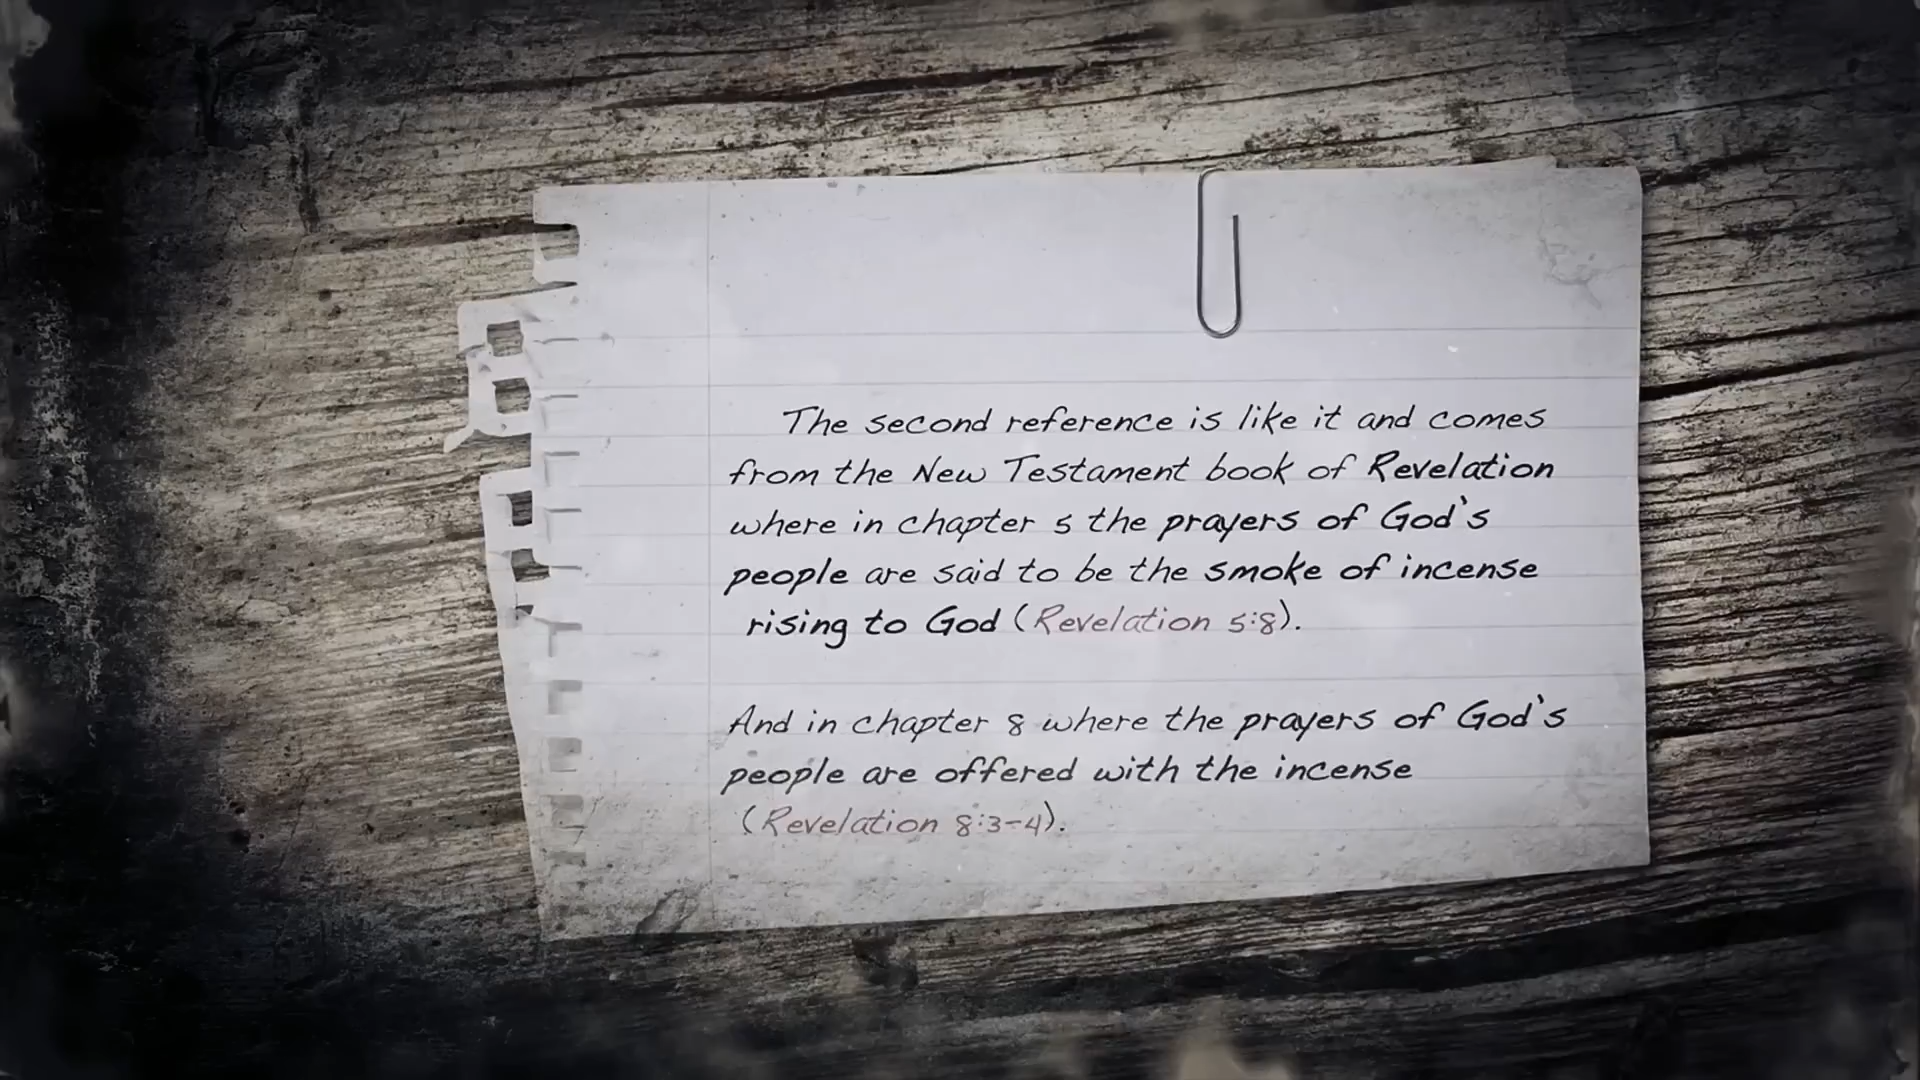 The second reference is like it and comes
from the New Testament book of Revelation
where in chapter 5 the prayers of God's
people are said to be the smoke of incense
rising to God (Revelation 5:8).
And in chapter 8 where the prayers of God's
people are offered with the incense
(Revelation 8:3-4).